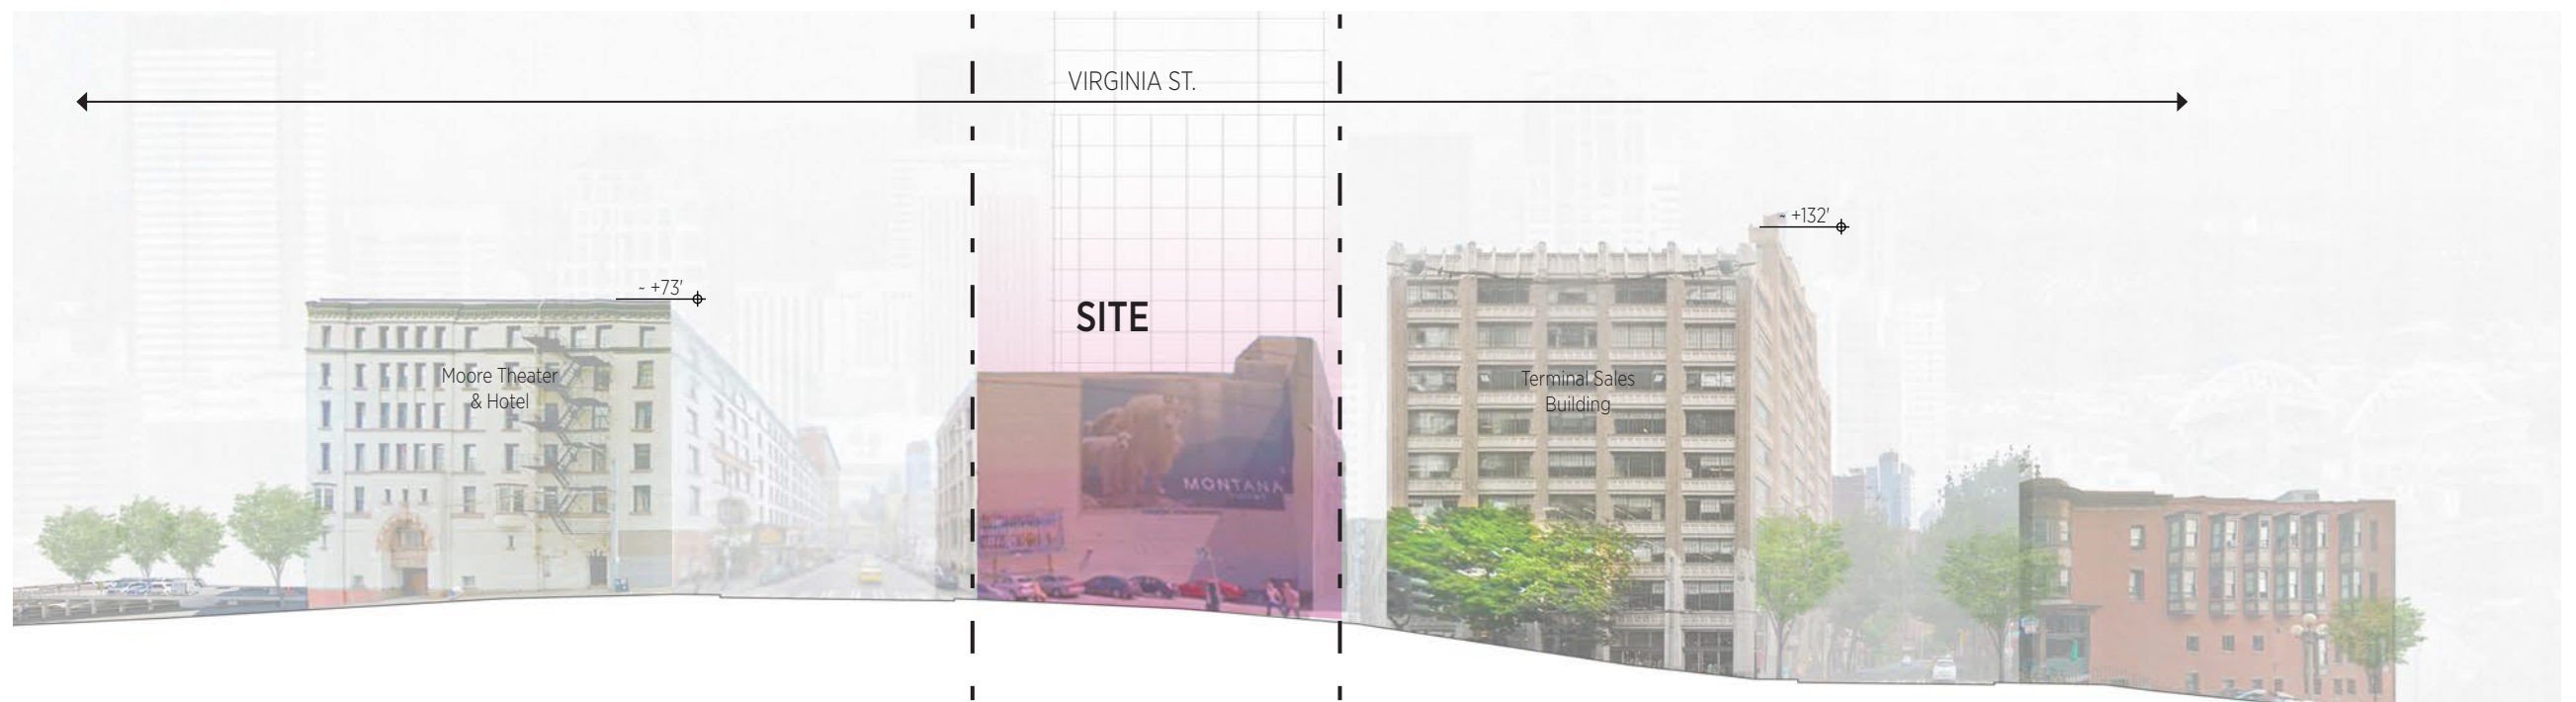 VIRGINIA ST.
~ +132'
~ +73'
SITE
Moore Theater
& Hotel
Terminal Sales
Building
MONTANA